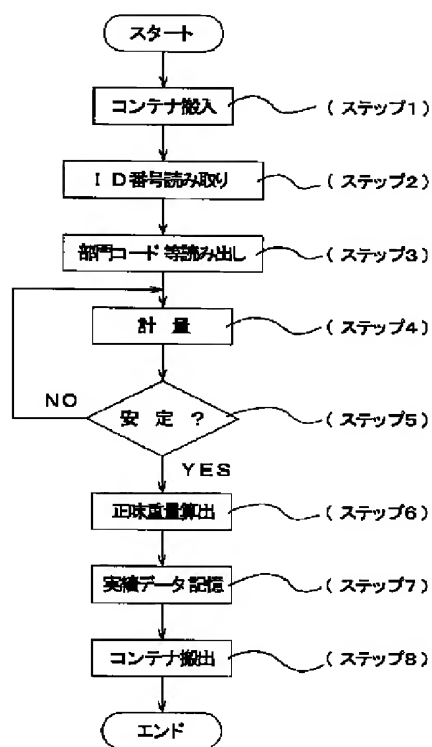 スタート
コンテナ搬入
(ステップ1)
ID番号読み取り
(ステップ2)
部門コード等読み出し
(ステップ3)
計量
(ステップ4)
NO
安定?
(ステップ5)
YES
正味重量算出
(ステップ6)
実績データ記憶
(ステップ7)
コンテナ搬出
(ステップ8)
エンド